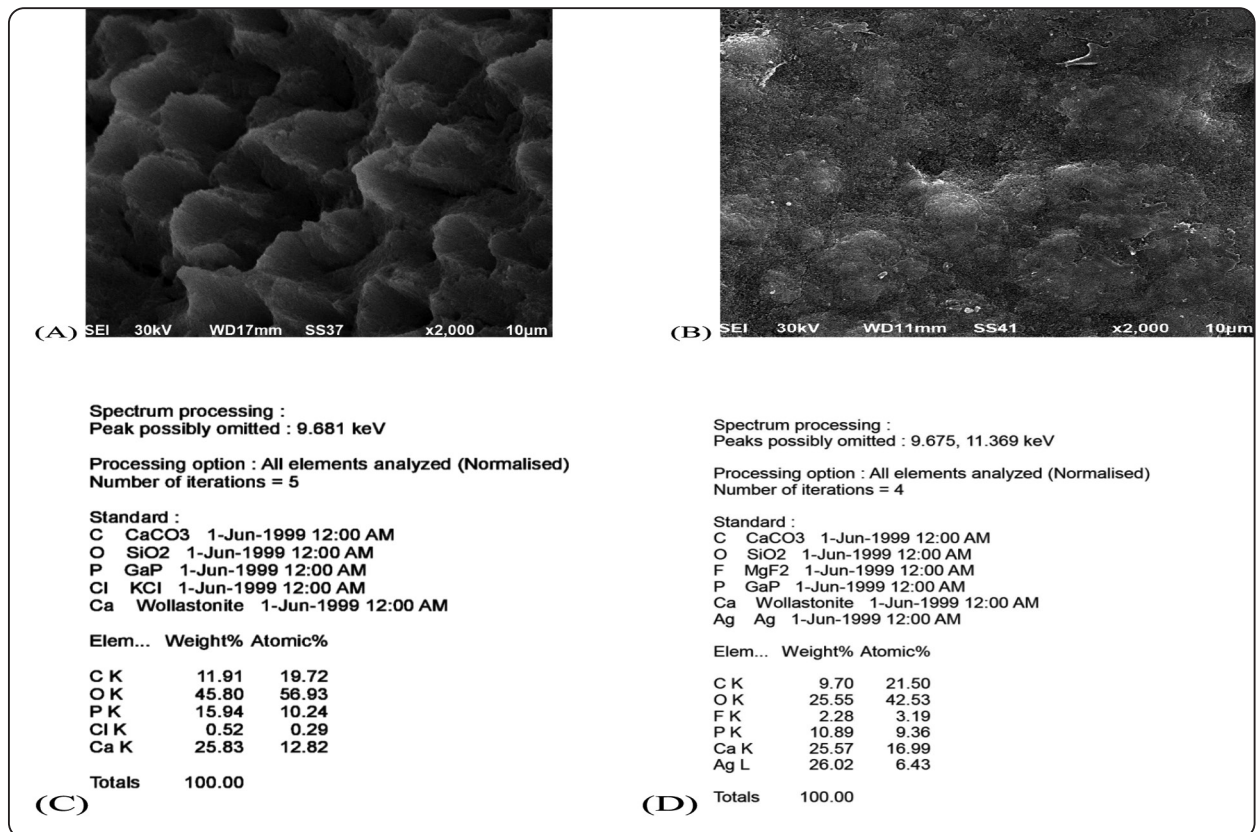 SEI 30kV WD17mm SS37 x2,000 10µm
(A)
SEI 30kV WD11mm SS41 x2,000 10µm
(B)
Spectrum processing :
Peak possibly omitted : 9.681 keV
Processing option : All elements analyzed (Normalised)
Number of iterations = 5
Standard :
C CaCO3 1-Jun-1999 12:00 AM
O SiO2 1-Jun-1999 12:00 AM
P GaP 1-Jun-1999 12:00 AM
Cl KCl 1-Jun-1999 12:00 AM
Ca Wollastonite 1-Jun-1999 12:00 AM
Elem... Weight% Atomic%
C K 11.91 19.72
O K 45.80 56.93
P K 15.94 10.24
Cl K 0.52 0.29
Ca K 25.83 12.82
Totals 100.00
(C)
Spectrum processing :
Peaks possibly omitted : 9.675, 11.369 keV
Processing option : All elements analyzed (Normalised)
Number of iterations = 4
Standard :
C CaCO3 1-Jun-1999 12:00 AM
O SiO2 1-Jun-1999 12:00 AM
F MgF2 1-Jun-1999 12:00 AM
P GaP 1-Jun-1999 12:00 AM
Ca Wollastonite 1-Jun-1999 12:00 AM
Ag Ag 1-Jun-1999 12:00 AM
Elem... Weight% Atomic%
C K 9.70 21.50
O K 25.55 42.53
F K 2.28 3.19
P K 10.89 9.36
Ca K 25.57 16.99
Ag L 26.02 6.43
Totals 100.00
(D)